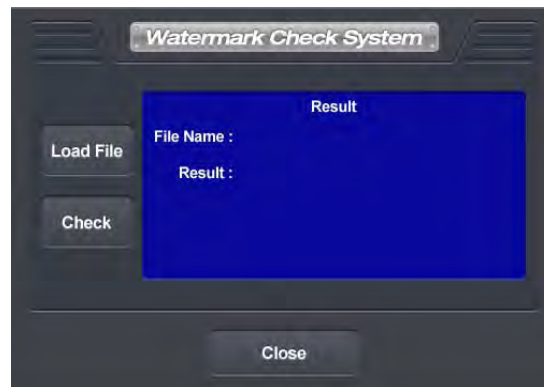 Watermark Check System
Result
File Name :
Load File
Result :
Check
Close